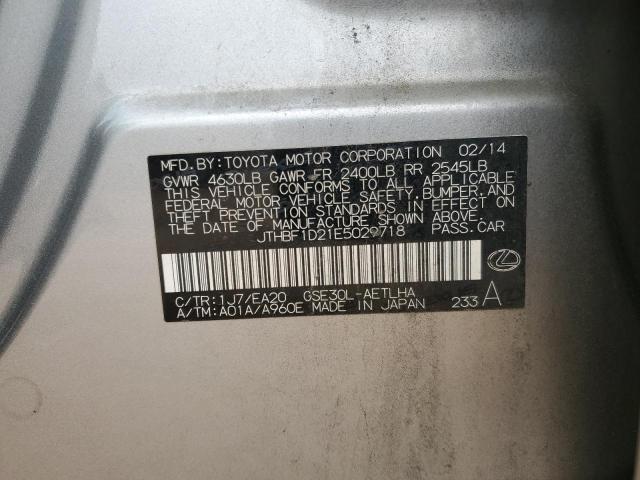 MFD. BY: TOYOTA MOTOR CORPORATION 02/14
GVWR 4630LB GAWR FR 2400LB RR 2545LB
THIS VEHICLE CONFORMS TO ALL APPLICABLE
FEDERAL MOTOR VEHICLE SAFETY, BUMPER, AND
THEFT PREVENTION STANDARDS IN EFFECT ON
THE DATE OF MANUFACTURE SHOWN ABOVE.
JTHBF1D21E5029718 PASS.CAR
C/TR:1J7/EA20 GSE30L-AETLHA
A/TM:A01A/A960E MADE IN JAPAN 233 A